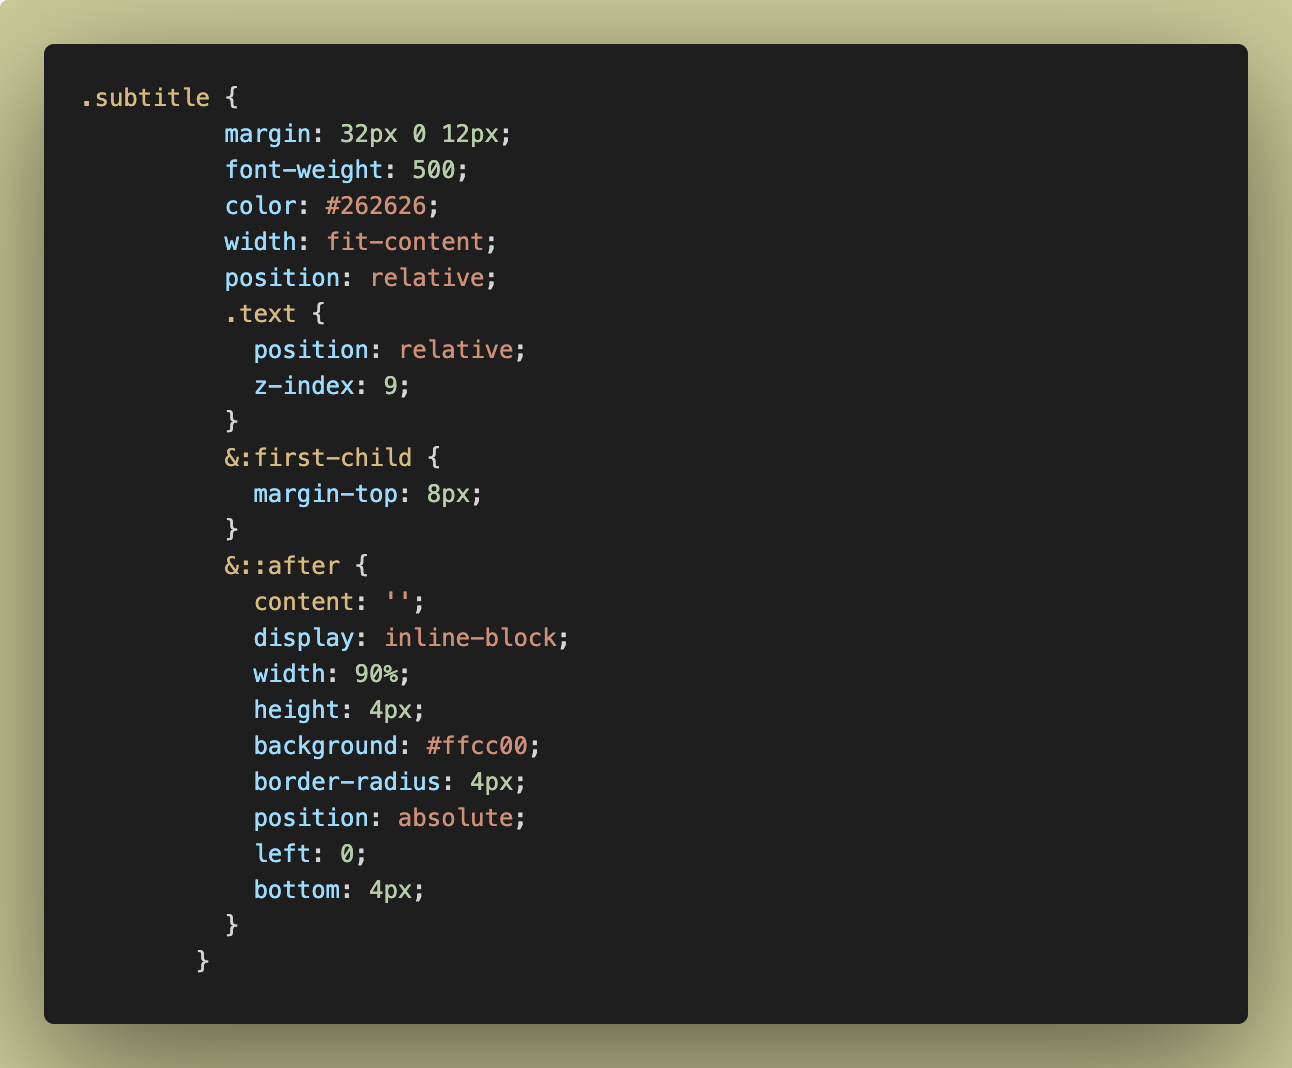 .subtitle {
          margin: 32px 0 12px;
          font-weight: 500;
          color: #262626;
          width: fit-content;
          position: relative;
          .text {
            position: relative;
            z-index: 9;
          }
          &:first-child {
            margin-top: 8px;
          }
          &::after {
            content: '';
            display: inline-block;
            width: 90%;
            height: 4px;
            background: #ffcc00;
            border-radius: 4px;
            position: absolute;
            left: 0;
            bottom: 4px;
          }
        }